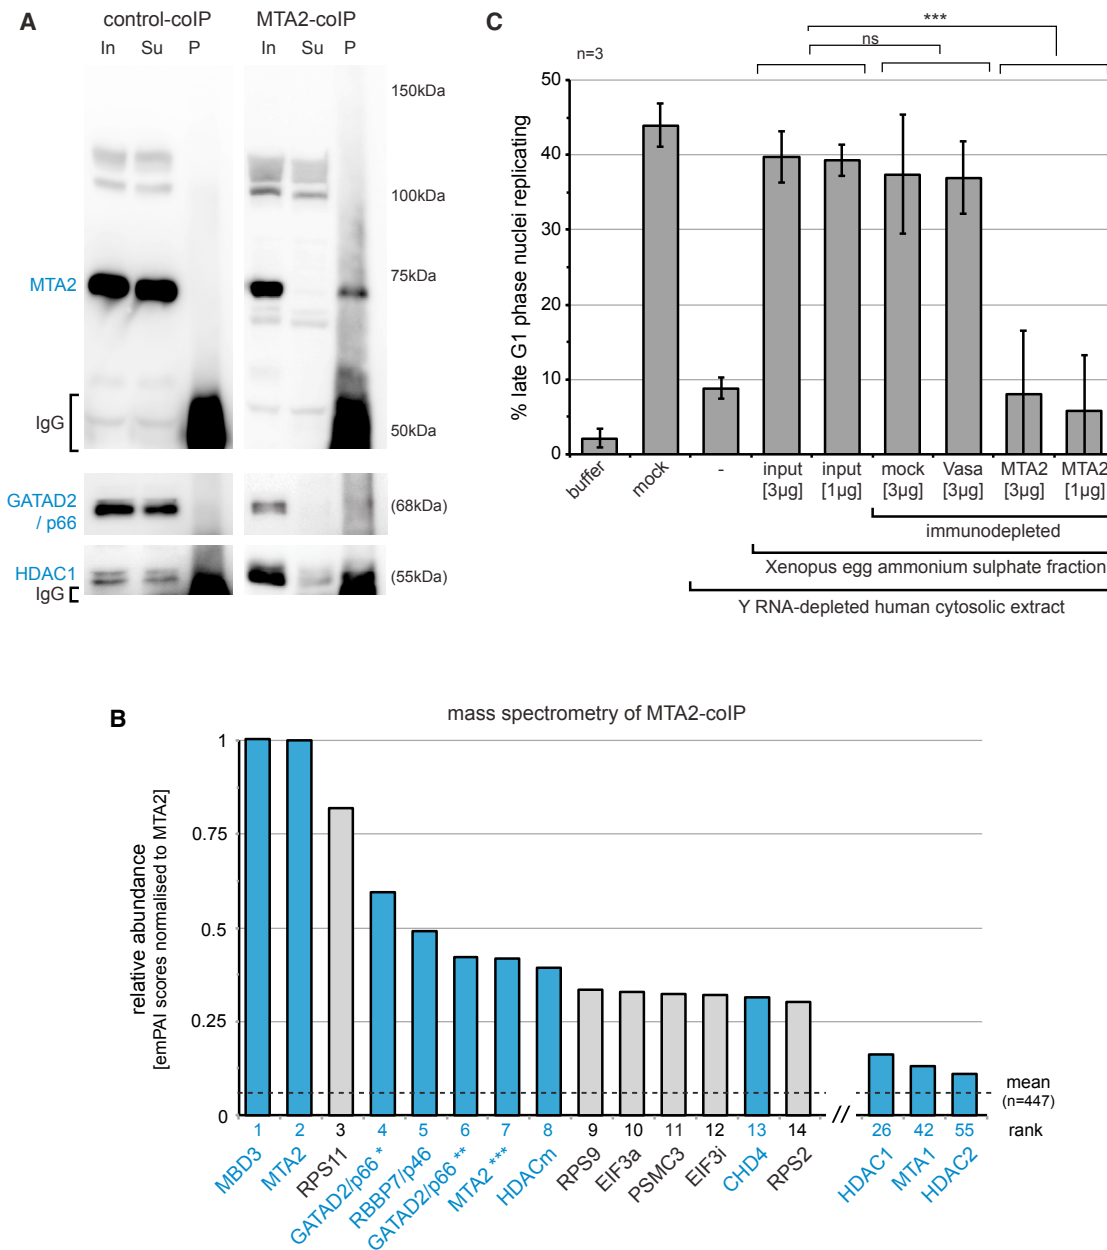 A
control-coIP
MTA2-coIP
In Su P
In Su P
150kDa
100kDa
75kDa
50kDa
MTA2
IgG
GATAD2
/ p66
(68kDa)
HDAC1
(55kDa)
IgG
C
n=3
***
ns
% late G1 phase nuclei replicating
50
40
30
20
10
0
buffer
mock
-
input
[3µg]
input
[1µg]
mock
[3µg]
Vasa
[3µg]
MTA2
[3µg]
MTA2
[1µg]
immunodepleted
Xenopus egg ammonium sulphate fraction
Y RNA-depleted human cytosolic extract
B
mass spectrometry of MTA2-coIP
relative abundance
[emPAI scores normalised to MTA2]
1
0.75
0.5
0.25
0
mean
(n=447)
1 2 3 4 5 6 7 8 9 10 11 12 13 14 // 26 42 55 rank
MBD3
MTA2
RPS11
GATAD2/p66 *
RBBP7/p46
GATAD2/p66 **
MTA2 ***
HDACm
RPS9
EIF3a
PSMC3
EIF3i
CHD4
RPS2
HDAC1
MTA1
HDAC2